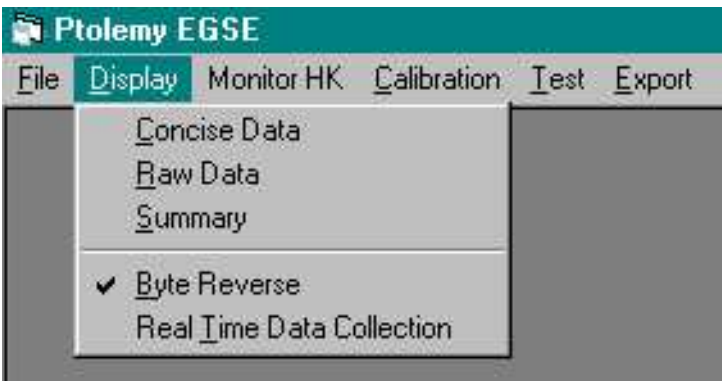 Ptolemy EGSE
File Display Monitor HK Calibration Test Export
Concise Data
Raw Data
Summary
Byte Reverse
Real Time Data Collection